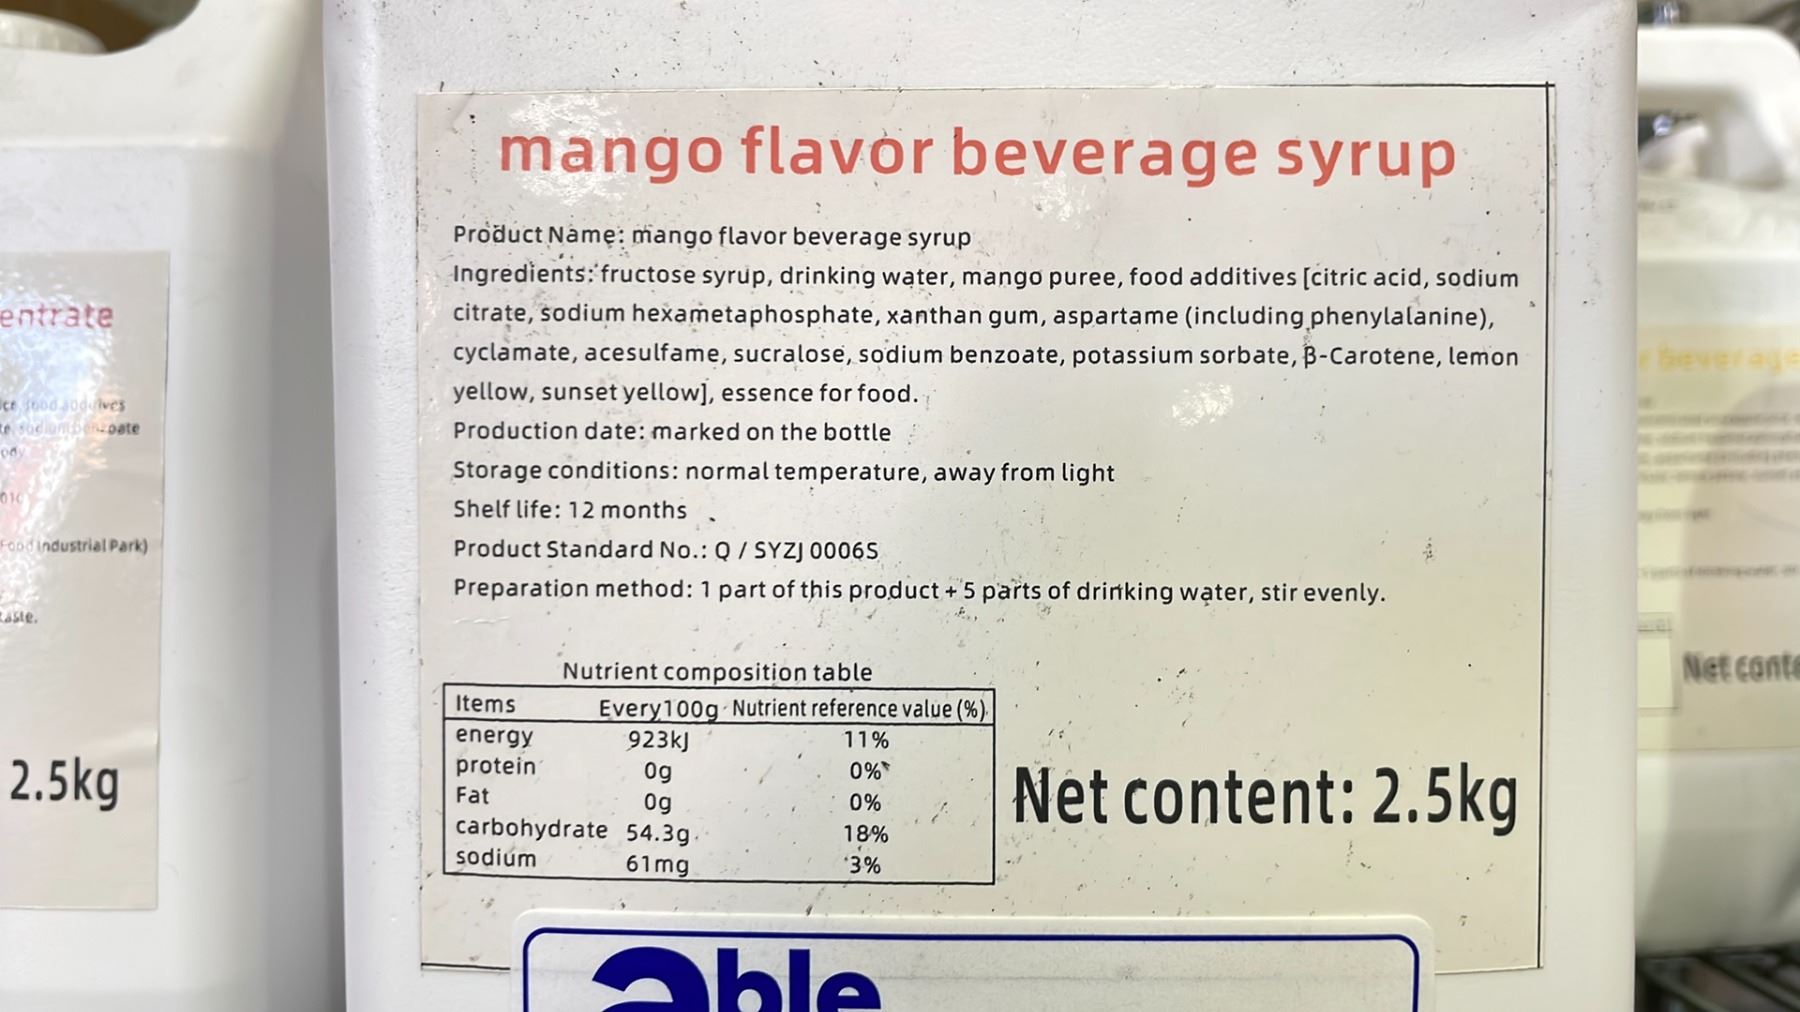 mango flavor beverage syrup
Product Name: mango flavor beverage syrup
Ingredients: fructose syrup, drinking water, mango puree, food additives [citric acid, sodium
citrate, sodium hexametaphosphate, xanthan gum, aspartame (including phenylalanine),
cyclamate, acesulfame, sucralose, sodium benzoate, potassium sorbate, β-Carotene, lemon
yellow, sunset yellow], essence for food.
Production date: marked on the bottle
Storage conditions: normal temperature, away from light
Shelf life: 12 months
Product Standard No.: Q / SYZJ 0006S
Preparation method: 1 part of this product + 5 parts of drinking water, stir evenly.
Nutrient composition table
Items Every100g Nutrient reference value (%)
energy 923kJ 11%
protein 0g 0%
Fat 0g 0%
carbohydrate 54.3g 18%
sodium 61mg 3%
Net content: 2.5kg
able
entrate
Food Industrial Park)
taste.
2.5kg
beverage
Net conte